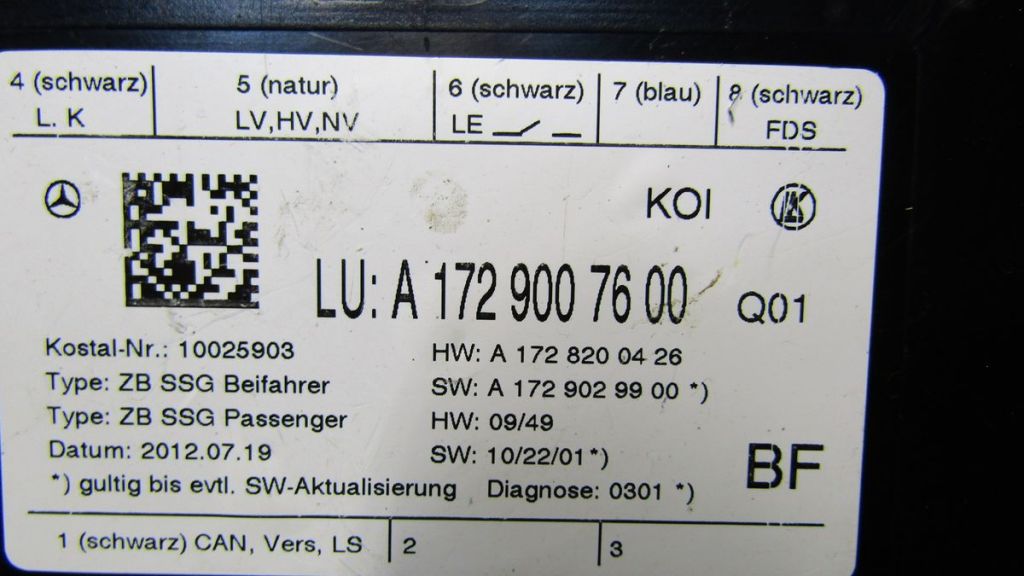 4 (schwarz) 5 (natur) 6 (schwarz) 7 (blau) 8 (schwarz)
L. K LV,HV,NV LE FDS
KOI
LU: A 172 900 76 00 Q01
Kostal-Nr.: 10025903 HW: A 172 820 04 26
Type: ZB SSG Beifahrer SW: A 172 902 99 00 *)
Type: ZB SSG Passenger HW: 09/49
Datum: 2012.07.19 SW: 10/22/01 *)
BF
*) gultig bis evtl. SW-Aktualisierung Diagnose: 0301 *)
1 (schwarz) CAN, Vers, LS 2 3